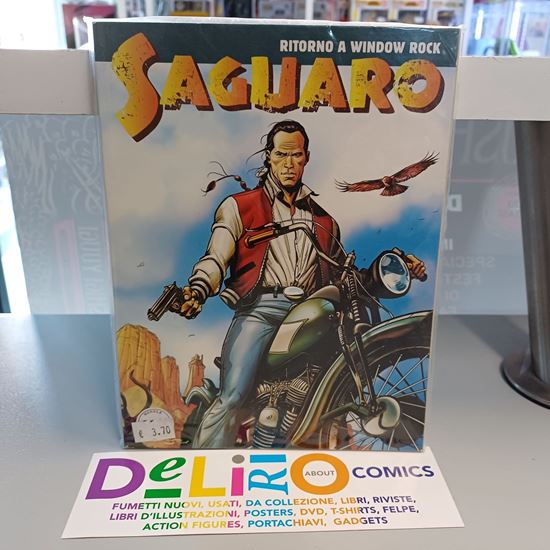 RITORNO A WINDOW ROCK
SAGUARO
€ 3.70
DeLiRiO ABOUT COMICS
FUMETTI NUOVI, USATI, DA COLLEZIONE, LIBRI, RIVISTE,
LIBRI D'ILLUSTRAZIONI, POSTERS, DVD, T-SHIRTS, FELPE,
ACTION FIGURES, PORTACHIAVI, GADGETS